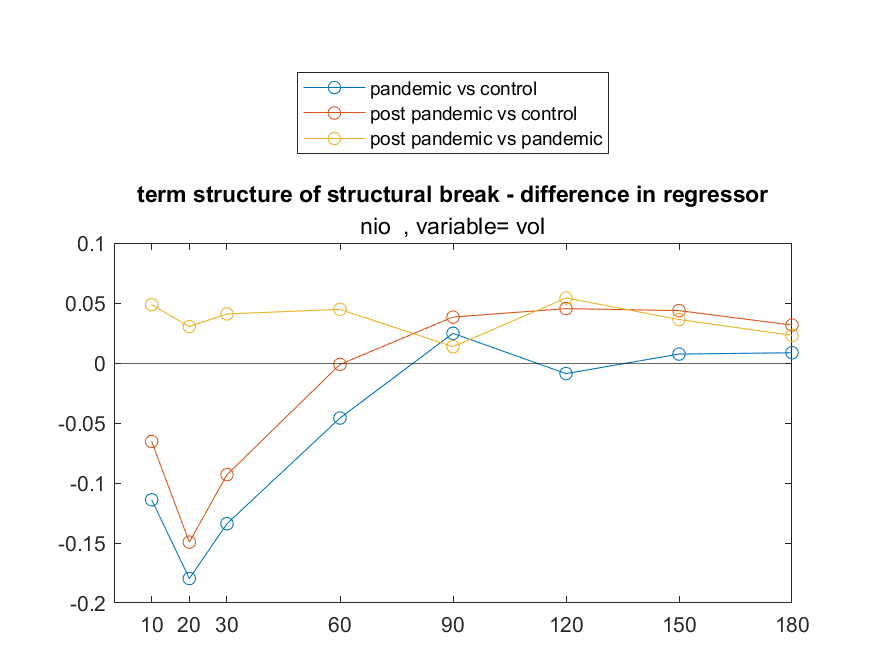 pandemic vs control
post pandemic vs control
post pandemic vs pandemic
term structure of structural break - difference in regressor
nio , variable= vol
0.1
0.05
0
-0.05
-0.1
-0.15
-0.2
10 20 30 60 90 120 150 180